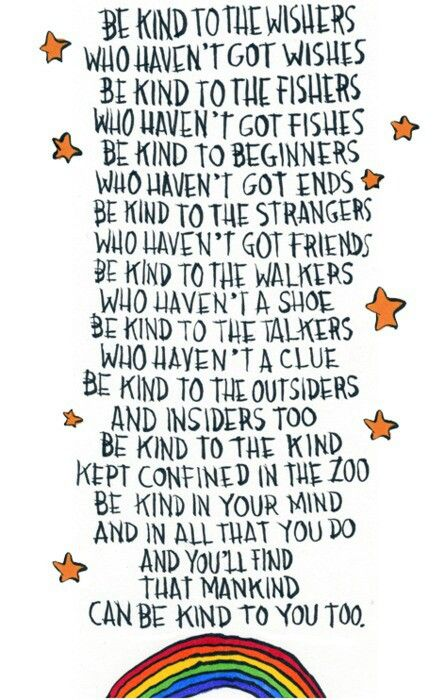 BE KIND TO THE WISHERS
WHO HAVEN'T GOT WISHES
BE KIND TO THE FISHERS
WHO HAVEN'T GOT FISHES
BE KIND TO BEGINNERS
WHO HAVEN'T GOT ENDS
BE KIND TO THE STRANGERS
WHO HAVEN'T GOT FRIENDS
BE KIND TO THE WALKERS
WHO HAVEN'T A SHOE
BE KIND TO THE TALKERS
WHO HAVEN'T A CLUE
BE KIND TO THE OUTSIDERS
AND INSIDERS TOO
BE KIND TO THE KIND
KEPT CONFINED IN THE ZOO
BE KIND IN YOUR MIND
AND IN ALL THAT YOU DO
AND YOU'LL FIND
THAT MANKIND
CAN BE KIND TO YOU TOO.